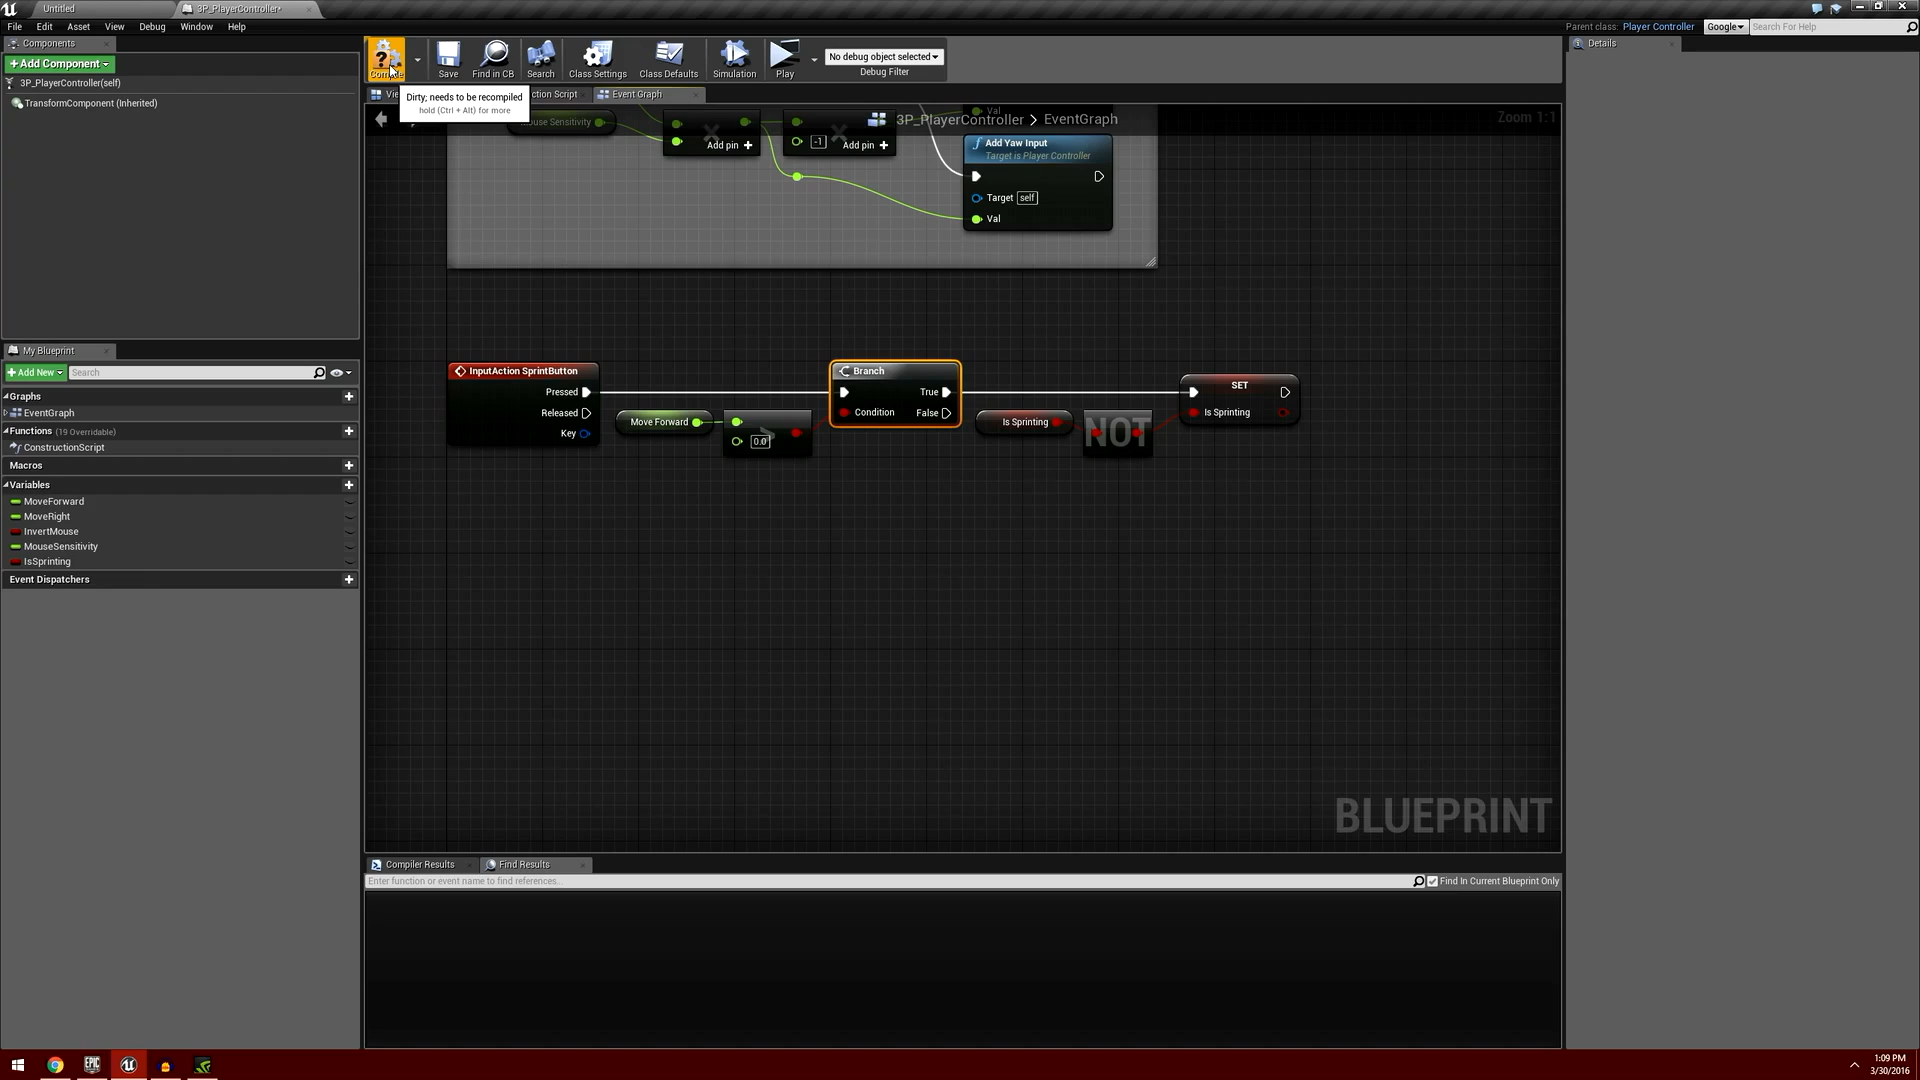 Untitled
3P_PlayerController*
File Edit Asset View Window Debug Help
Parent class: Player Controller
Google
Search For Help
Components
+Add Component
3P_PlayerController(self)
TransformComponent (Inherited)
Save
Find in CB
Search
Class Settings
Class Defaults
Simulation
Play
No debug object selected
Debug Filter
Details
Dirty; needs to be recompiled
hold (Ctrl + Alt) for more
Event Graph
3P_PlayerController > EventGraph
Zoom 1:1
Mouse Sensitivity
Add pin +
-1
Add pin +
Val
Add Yaw Input
Target is Player Controller
Target self
Val
My Blueprint
+Add New
Search
Graphs
EventGraph
Functions (19 Overridable)
ConstructionScript
Macros
Variables
MoveForward
MoveRight
InvertMouse
MouseSensitivity
IsSprinting
Event Dispatchers
InputAction SprintButton
Pressed
Released
Key
Move Forward
>
0.0
Branch
True
Condition
False
Is Sprinting
NOT
SET
Is Sprinting
BLUEPRINT
Compiler Results
Find Results
Enter function or event name to find references...
Find In Current Blueprint Only
EPIC
1:09 PM
3/30/2016